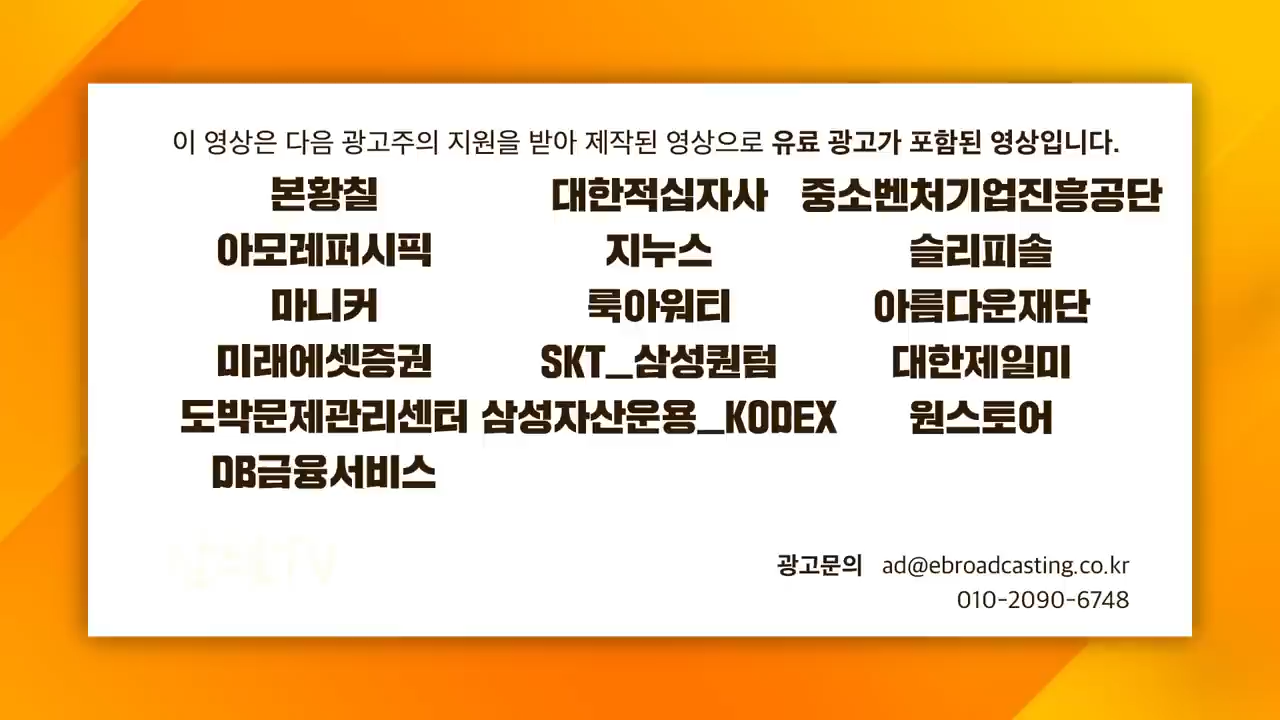 이 영상은 다음 광고주의 지원을 받아 제작된 영상으로 유료 광고가 포함된 영상입니다.
본황칠 대한적십자사 중소벤처기업진흥공단
아모레퍼시픽 지누스 슬리피솔
마니커 룩아워티 아름다운재단
미래에셋증권 SKT_삼성퀀텀 대한제일미
도박문제관리센터 삼성자산운용_KODEX 원스토어
DB금융서비스
광고문의 ad@ebroadcasting.co.kr
010-2090-6748